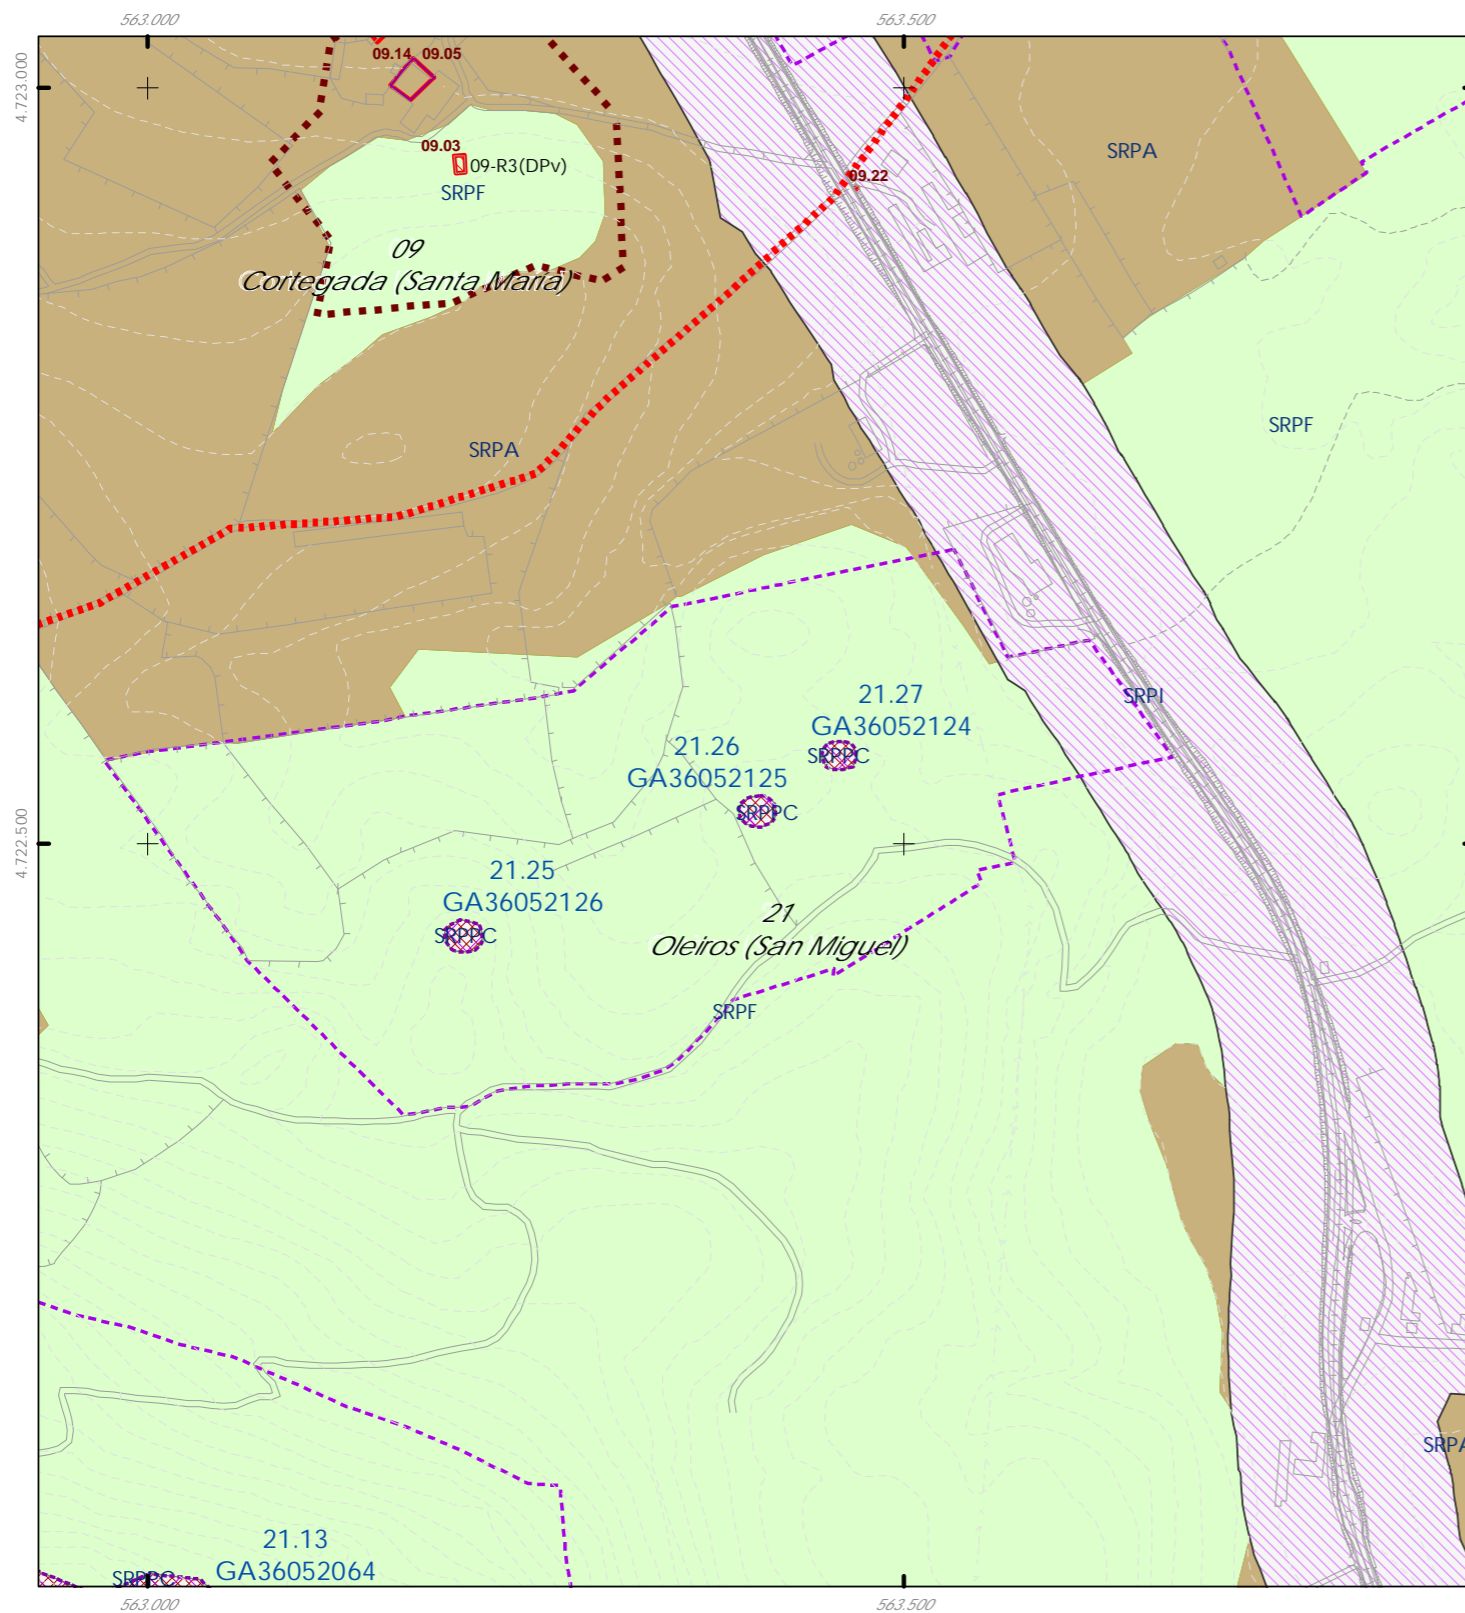 563.000
563.500
4.723.000
09.14
09.05
09.03
09-R3(DPv)
SRPF
SRPA
09.22
09
Cortegada (Santa María)
SRPF
SRPA
21.27
GA36052124
SRPPC
SRPI
21.26
GA36052125
SRPPC
4.722.500
21.25
GA36052126
SRPPC
21
Oleiros (San Miguel)
SRPF
SRPA
21.13
GA36052064
SRPPC
563.000
563.500